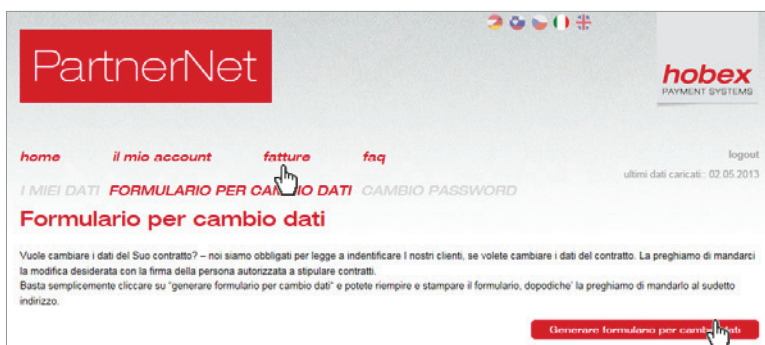 PartnerNet
hobex
PAYMENT SYSTEMS
home il mio account fatture faq
logout
ultimi dati caricati:: 02.05.2013
I MIEI DATI FORMULARIO PER CAMBIO DATI CAMBIO PASSWORD
Formulario per cambio dati
Vuole cambiare i dati del Suo contratto? – noi siamo obbligati per legge a indentificare I nostri clienti, se volete cambiare i dati del contratto. La preghiamo di mandarci
la modifica desiderata con la firma della persona autorizzata a stipulare contratti.
Basta semplicemente cliccare su "generare formulario per cambio dati" e potete riempire e stampare il formulario, dopodiche' la preghiamo di mandarlo al sudetto
indirizzo.
Generare formulario per cambio dati